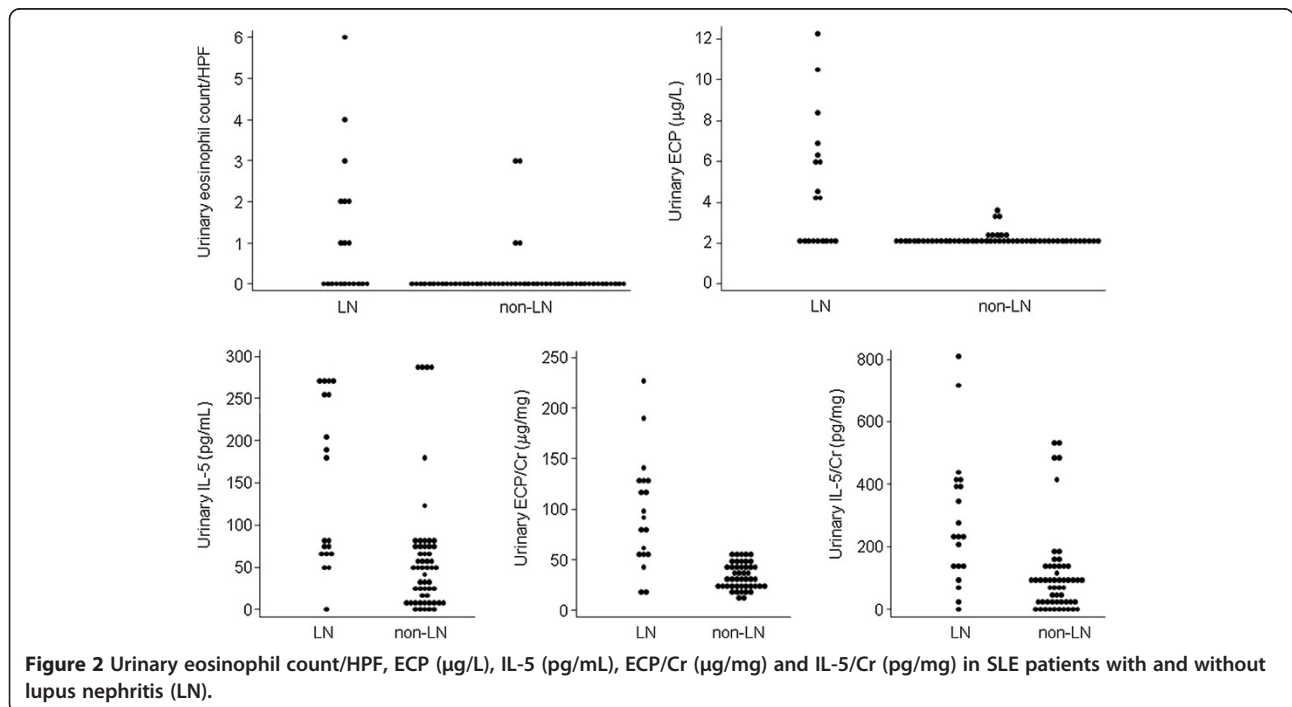 Urinary eosinophil count/HPF
6
5
4
3
2
1
0
LN
non-LN
Urinary ECP (µg/L)
12
10
8
6
4
2
0
LN
non-LN
Urinary IL-5 (pg/mL)
300
250
200
150
100
50
0
LN
non-LN
Urinary ECP/Cr (µg/mg)
250
200
150
100
50
0
LN
non-LN
Urinary IL-5/Cr (pg/mg)
800
600
400
200
0
LN
non-LN
Figure 2 Urinary eosinophil count/HPF, ECP (µg/L), IL-5 (pg/mL), ECP/Cr (µg/mg) and IL-5/Cr (pg/mg) in SLE patients with and without
lupus nephritis (LN).